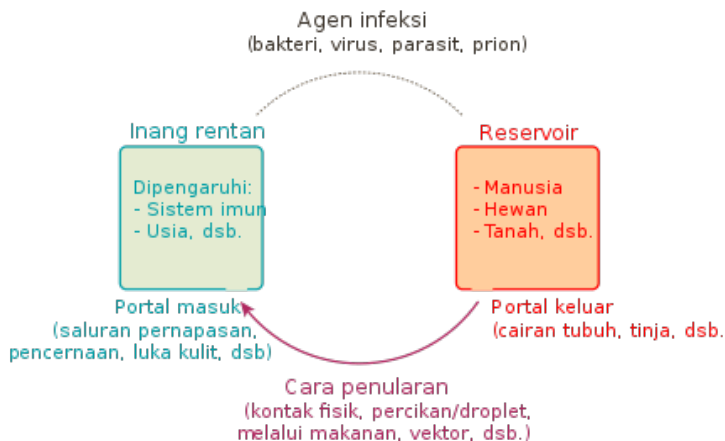 Agen infeksi
(bakteri, virus, parasit, prion)
Inang rentan
Dipengaruhi:
- Sistem imun
- Usia, dsb.
Portal masuk
(saluran pernapasan,
pencernaan, luka kulit, dsb)
Reservoir
- Manusia
- Hewan
- Tanah, dsb.
Portal keluar
(cairan tubuh, tinja, dsb.
Cara penularan
(kontak fisik, percikan/droplet,
melalui makanan, vektor, dsb.)